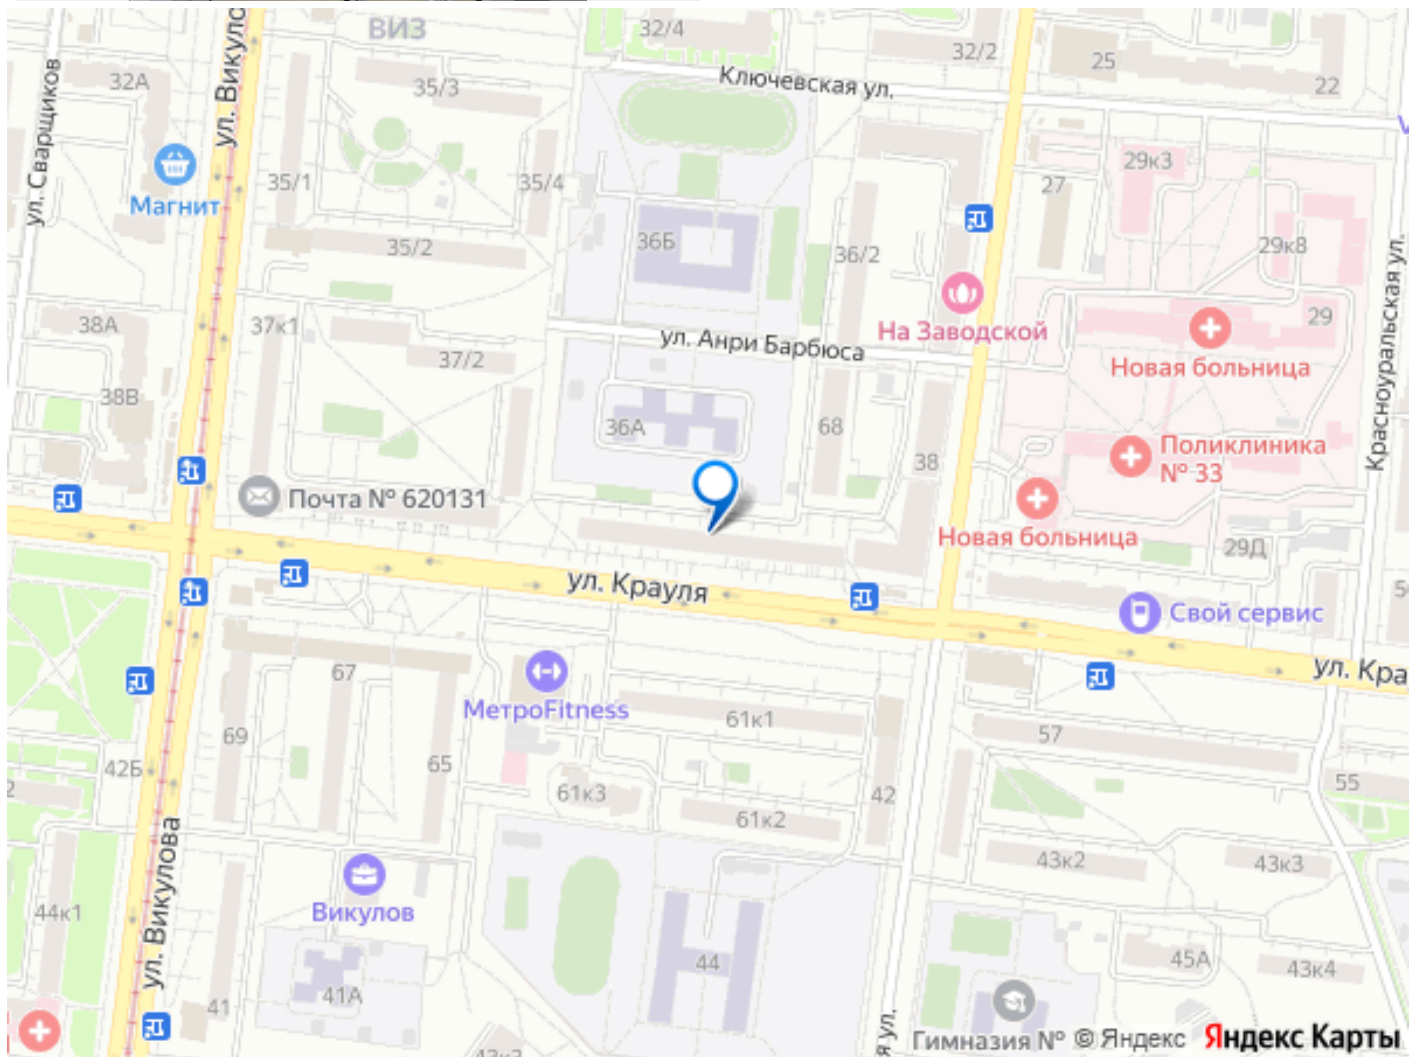 ВИЗ
32/4
32/2
25
22
32А
ул. Викуло
35/3
Ключевская ул.
ул. Сварщиков
Магнит
35/1
35/4
29к3
27
36Б
36/2
35/2
29к8
Красноуральская ул.
На Заводской
38А
37к1
37/2
ул. Анри Барбюса
29
Новая больница
38В
36А
68
38
Поликлиника
№ 33
Почта № 620131
Новая больница
29Д
ул. Крауля
Свой сервис
ул. Кра
67
МетроFitness
61к1
57
69
65
42Б
61к3
61к2
42
55
43к2
43к3
ул. Викулова
44к1
Викулов
44
45А
43к4
41А
41
я ул.
Гимназия № © Яндекс Яндекс Карты